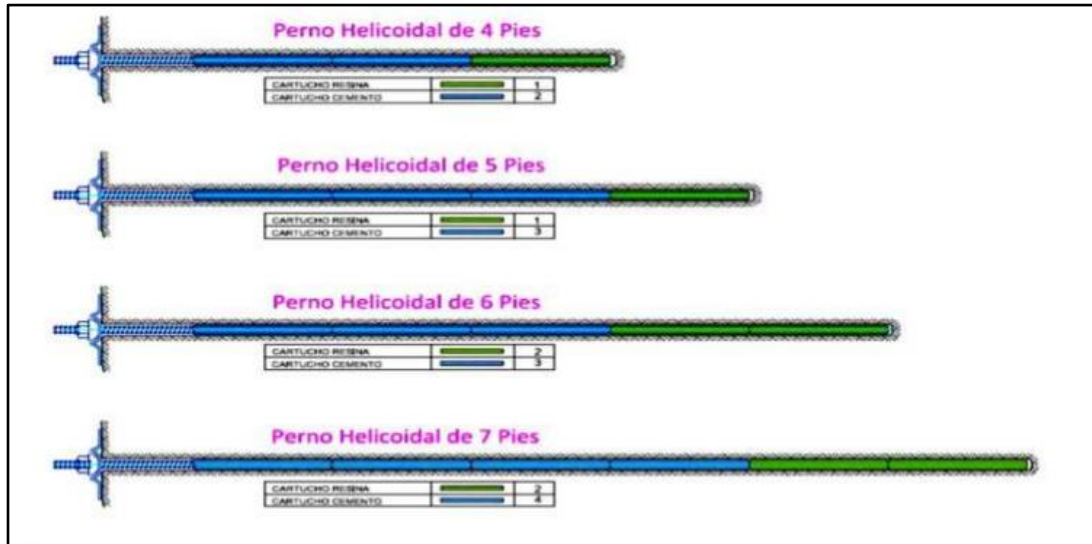 Perno Helicoidal de 4 Pies
CARTUCHO RESINA 1
CARTUCHO CEMENTO 2
Perno Helicoidal de 5 Pies
CARTUCHO RESINA 1
CARTUCHO CEMENTO 3
Perno Helicoidal de 6 Pies
CARTUCHO RESINA 2
CARTUCHO CEMENTO 3
Perno Helicoidal de 7 Pies
CARTUCHO RESINA 2
CARTUCHO CEMENTO 4